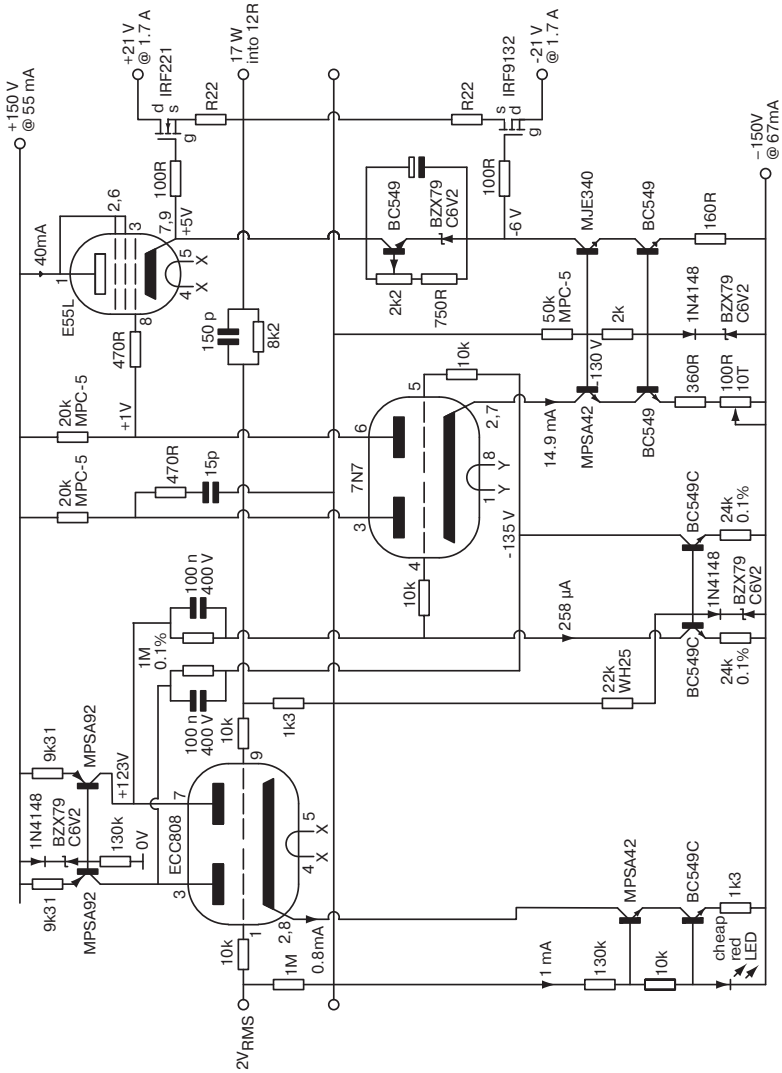 +150 V
@ 55 mA
+21 V
@ 1.7 A
IRF221
d
s
g
R22
17 W
into 12R
R22
IRF9132
s
d
g
-21 V
@ 1.7 A
−150V
@ 67mA
40mA
1
2,6
3
7,9
+5V
E55L
8
4
5
X
X
100R
470R
20k
MPC-5
+1V
20k
MPC-5
470R
15p
150 p
8k2
BC549
BZX79
C6V2
2k2
750R
100R
-6 V
MJE340
BC549
160R
50k
MPC-5
2k
1N4148
BZX79
C6V2
-130 V
10k
5
6
2,7
7N7
3
4
1
8
Y
Y
10k
14.9 mA
MPSA42
BC549
360R
100R
10T
-135 V
100 n
400 V
1M
0.1%
100 n
400 V
258 µA
BC549C
24k
0.1%
1N4148
BZX79
C6V2
BC549C
24k
0.1%
22k
WH25
1k3
10k
9k31
MPSA92
+123V
1N4148
BZX79
C6V2
130k
0V
9k31
MPSA92
ECC808
7
3
9
1
2,8
4
5
X
X
10k
2VRMS
1M
0.8mA
1 mA
130k
10k
MPSA42
BC549C
1k3
cheap
red
LED